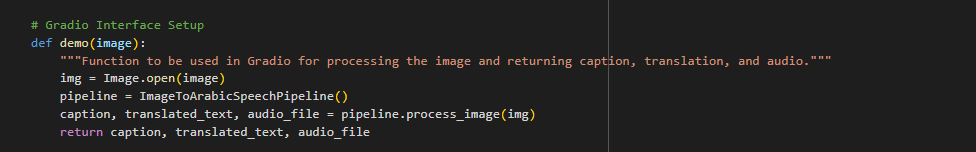 # Gradio Interface Setup
def demo(image):
    """Function to be used in Gradio for processing the image and returning caption, translation, and audio."""
    img = Image.open(image)
    pipeline = ImageToArabicSpeechPipeline()
    caption, translated_text, audio_file = pipeline.process_image(img)
    return caption, translated_text, audio_file